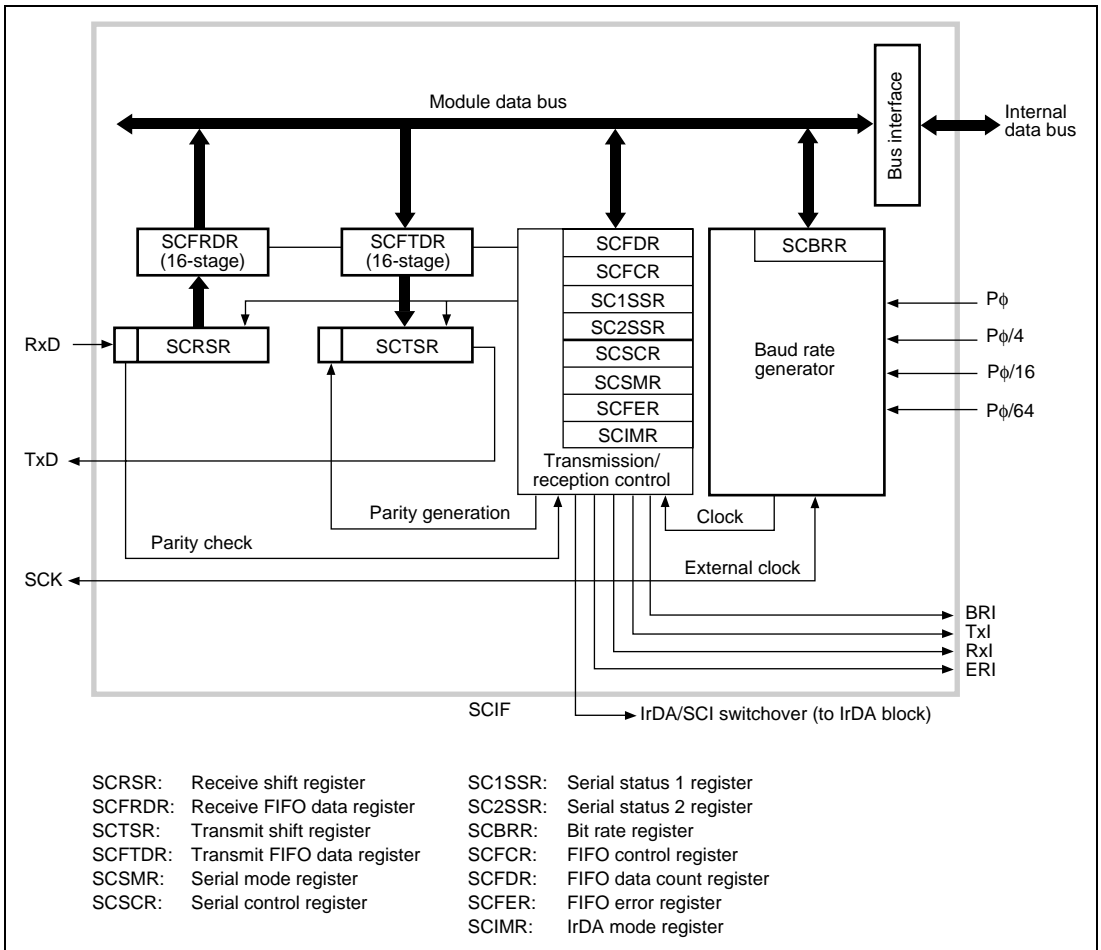 Module data bus
Bus interface
Internal
data bus
SCFRDR
(16-stage)
SCFTDR
(16-stage)
SCFDR
SCFCR
SC1SSR
SC2SSR
SCSCR
SCSMR
SCFER
SCIMR
Transmission/
reception control
SCBRR
Baud rate
generator
Pφ
Pφ/4
Pφ/16
Pφ/64
RxD
SCRSR
SCTSR
TxD
Parity generation
Parity check
Clock
SCK
External clock
BRI
TxI
RxI
ERI
SCIF
IrDA/SCI switchover (to IrDA block)
SCRSR: Receive shift register
SCFRDR: Receive FIFO data register
SCTSR: Transmit shift register
SCFTDR: Transmit FIFO data register
SCSMR: Serial mode register
SCSCR: Serial control register
SC1SSR: Serial status 1 register
SC2SSR: Serial status 2 register
SCBRR: Bit rate register
SCFCR: FIFO control register
SCFDR: FIFO data count register
SCFER: FIFO error register
SCIMR: IrDA mode register